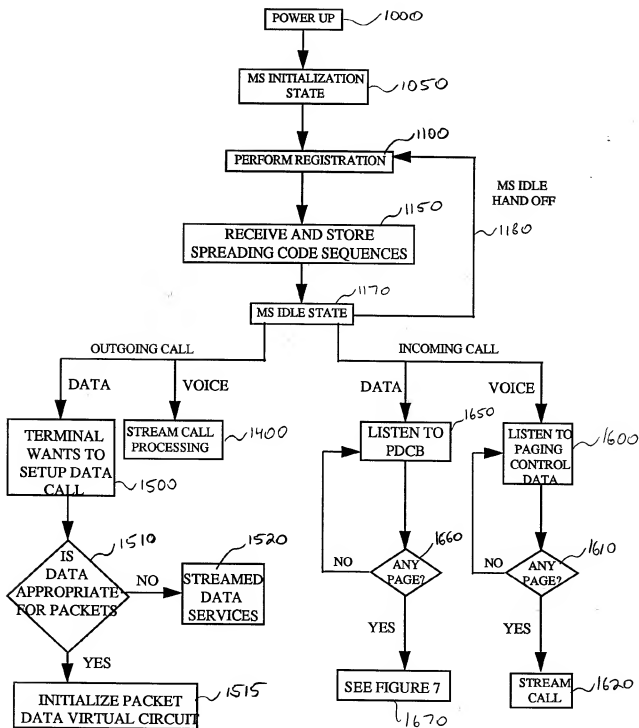 POWER UP
1000
MS INITIALIZATION
STATE
1050
1100
PERFORM REGISTRATION
MS IDLE
HAND OFF
1150
RECEIVE AND STORE
SPREADING CODE SEQUENCES
1180
1170
MS IDLE STATE
OUTGOING CALL
INCOMING CALL
DATA
VOICE
DATA
VOICE
TERMINAL
WANTS TO
SETUP DATA
CALL
1500
STREAM CALL
PROCESSING
1400
1650
LISTEN TO
PDCB
LISTEN TO
PAGING
CONTROL
DATA
1600
1510
IS
DATA
APPROPRIATE
FOR PACKETS
NO
1520
STREAMED
DATA
SERVICES
1660
ANY
PAGE?
NO
1610
ANY
PAGE?
NO
YES
YES
YES
INITIALIZE PACKET
DATA VIRTUAL CIRCUIT
1515
SEE FIGURE 7
1670
STREAM
CALL
1620